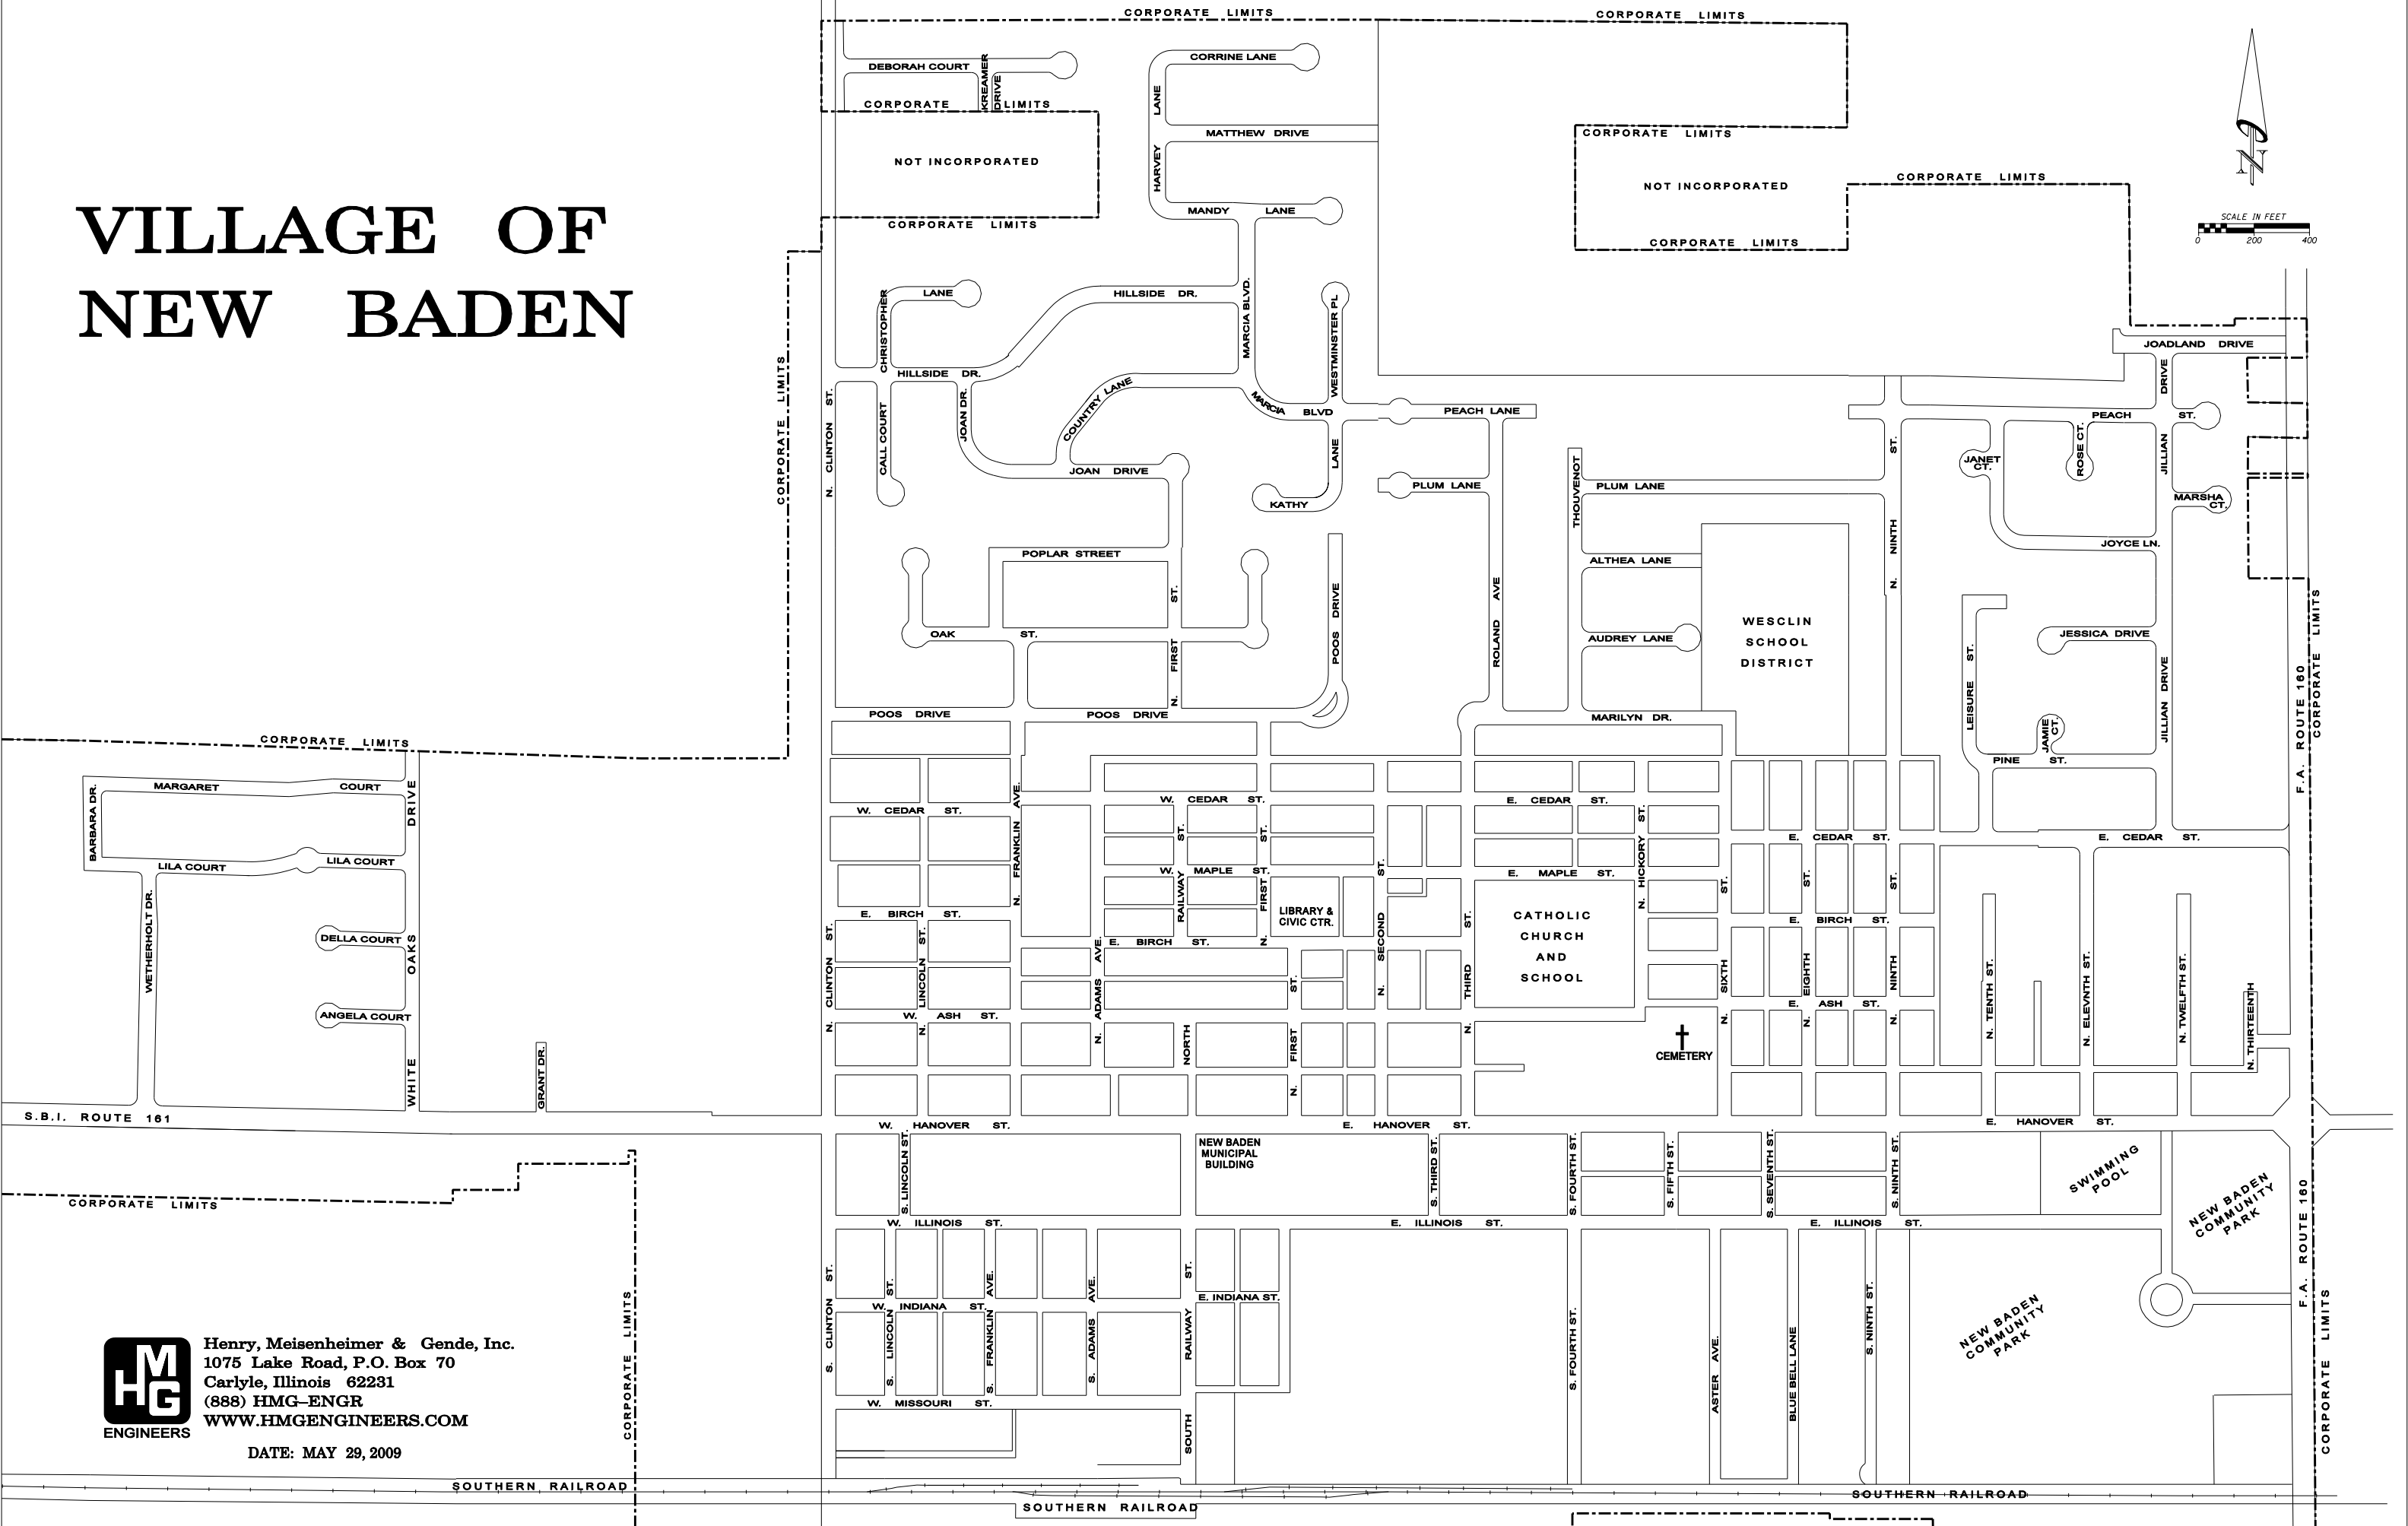 CORPORATE LIMITS
CORPORATE LIMITS
DEBORAH COURT
KREAMER
DRIVE
CORPORATE LIMITS
NOT INCORPORATED
CORPORATE LIMITS
CORRINE LANE
HARVEY LANE
MATTHEW DRIVE
MANDY LANE
CORPORATE LIMITS
NOT INCORPORATED
CORPORATE LIMITS
CORPORATE LIMITS
N
SCALE IN FEET
0 200 400
VILLAGE OF
NEW BADEN
CORPORATE LIMITS
N. CLINTON ST.
CHRISTOPHER LANE
HILLSIDE DR.
HILLSIDE DR.
MARCIA BLVD.
WESTMINSTER PL
CALL COURT
JOAN DR.
COUNTRY LANE
MARCIA BLVD
PEACH LANE
JOAN DRIVE
KATHY LANE
PLUM LANE
THOUVENOT
PLUM LANE
JOADLAND DRIVE
PEACH ST.
JANET
CT.
ROSE CT.
JILLIAN DRIVE
MARSHA
CT.
JOYCE LN.
POPLAR STREET
OAK ST.
N. FIRST ST.
POOS DRIVE
ROLAND AVE
ALTHEA LANE
AUDREY LANE
WESCLIN
SCHOOL
DISTRICT
N. NINTH ST.
LEISURE ST.
JESSICA DRIVE
JAMIE
CT.
JILLIAN DRIVE
PINE ST.
F.A. ROUTE 160
CORPORATE LIMITS
POOS DRIVE
POOS DRIVE
MARILYN DR.
CORPORATE LIMITS
BARBARA DR.
MARGARET COURT
LILA COURT
LILA COURT
WETHERHOLT DR.
DELLA COURT
ANGELA COURT
WHITE OAKS DRIVE
GRANT DR.
S.B.I. ROUTE 161
W. CEDAR ST.
W. CEDAR ST.
E. CEDAR ST.
E. CEDAR ST.
E. CEDAR ST.
N. FRANKLIN AVE.
RAILWAY ST.
N. FIRST ST.
W. MAPLE ST.
E. MAPLE ST.
N. HICKORY ST.
E. BIRCH ST.
E. BIRCH ST.
E. BIRCH ST.
LIBRARY &
CIVIC CTR.
CATHOLIC
CHURCH
AND
SCHOOL
N. CLINTON ST.
N. LINCOLN ST.
N. ADAMS AVE.
N. FIRST ST.
N. SECOND ST.
N. THIRD ST.
N. SIXTH ST.
N. EIGHTH ST.
N. NINTH ST.
N. TENTH ST.
N. ELEVNTH ST.
N. TWELFTH ST.
N. THIRTEENTH
W. ASH ST.
E. ASH ST.
NORTH
CEMETERY
W. HANOVER ST.
E. HANOVER ST.
E. HANOVER ST.
CORPORATE LIMITS
S. LINCOLN ST.
NEW BADEN
MUNICIPAL
BUILDING
S. THIRD ST.
S. FOURTH ST.
S. FIFTH ST.
S. SEVENTH ST.
S. NINTH ST.
SWIMMING
POOL
NEW BADEN
COMMUNITY
PARK
W. ILLINOIS ST.
E. ILLINOIS ST.
E. ILLINOIS ST.
W. INDIANA ST.
E. INDIANA ST.
S. CLINTON ST.
S. LINCOLN ST.
S. FRANKLIN AVE.
S. ADAMS AVE.
SOUTH RAILWAY ST.
S. FOURTH ST.
ASTER AVE.
BLUE BELL LANE
S. NINTH ST.
NEW BADEN
COMMUNITY
PARK
F.A. ROUTE 160
CORPORATE LIMITS
CORPORATE LIMITS
W. MISSOURI ST.
HMG
ENGINEERS
Henry, Meisenheimer & Gende, Inc.
1075 Lake Road, P.O. Box 70
Carlyle, Illinois 62231
(888) HMG-ENGR
WWW.HMGENGINEERS.COM
DATE: MAY 29, 2009
SOUTHERN RAILROAD
SOUTHERN RAILROAD
SOUTHERN RAILROAD